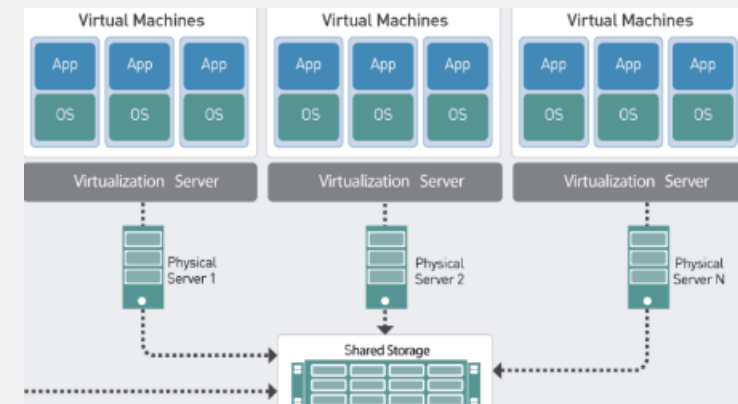 Virtual Machines Virtual Machines Virtual Machines
App App App App App App App App App
OS OS OS OS OS OS OS OS OS
Virtualization Server Virtualization Server Virtualization Server
Physical Physical Physical
Server 1 Server 2 Server N
Shared Storage